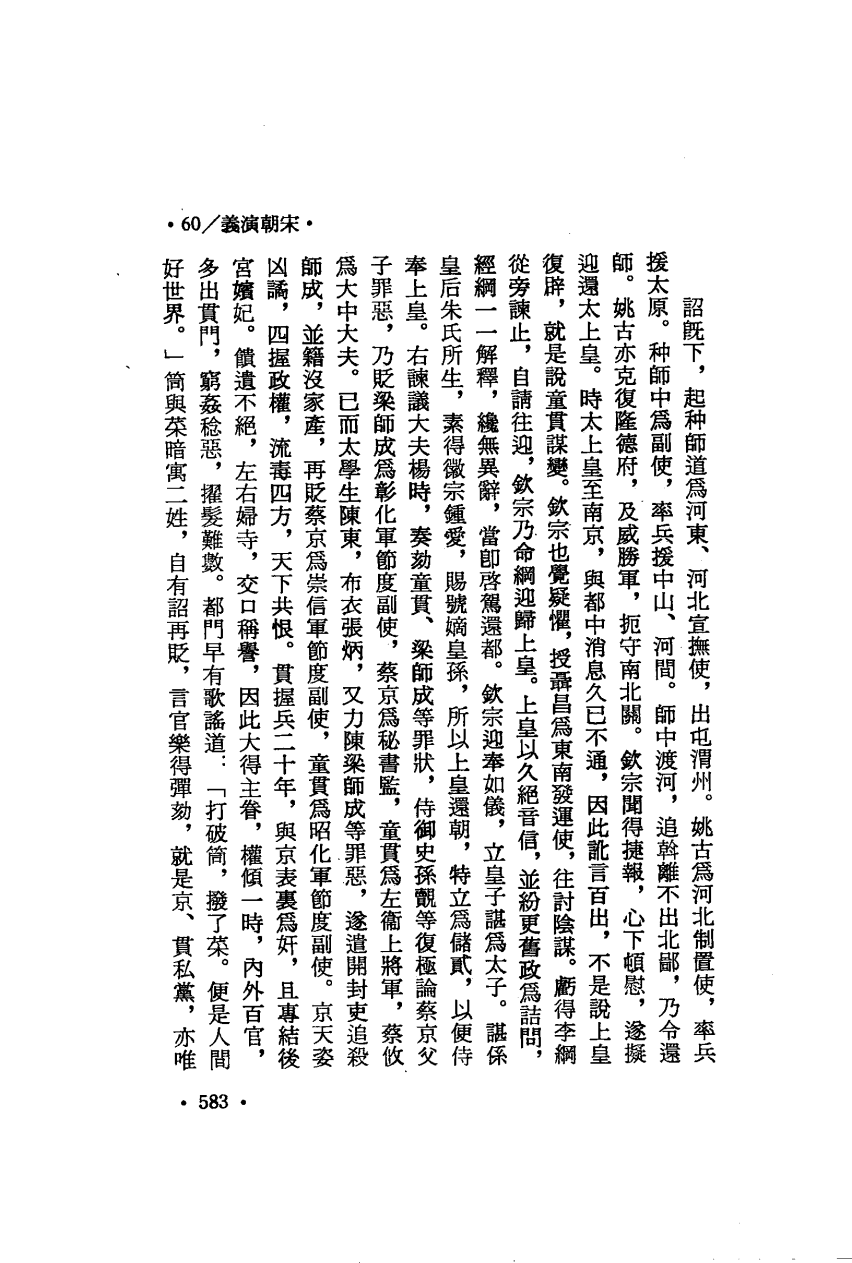 ·宋朝演義／60·
詔旣下，起种師道爲河東、河北宣撫使，出屯渭州。姚古爲河北制置使，率兵
援太原。种師中爲副使，率兵援中山、河間。師中渡河，追斡離不出北鄙，乃令還
師。姚古亦克復隆德府，及威勝軍，扼守南北關。欽宗聞得捷報，心下頓慰，遂擬
迎還太上皇。時太上皇至南京，與都中消息久已不通，因此訛言百出，不是說上皇
復辟，就是說童貫謀變。欽宗也覺疑懼，授聶昌爲東南發運使，往討陰謀。虧得李綱
從旁諫止，自請往迎，欽宗乃命綱迎歸上皇。上皇以久絕音信，並紛更舊政爲詰問，
經綱一一解釋，纔無異辭，當卽啓駕還都。欽宗迎奉如儀，立皇子諶爲太子。諶係
皇后朱氏所生，素得徽宗鍾愛，賜號嫡皇孫，所以上皇還朝，特立爲儲貳，以便侍
奉上皇。右諫議大夫楊時，奏劾童貫、梁師成等罪狀，侍御史孫覿等復極論蔡京父
子罪惡，乃貶梁師成爲彰化軍節度副使，蔡京爲秘書監，童貫爲左衞上將軍，蔡攸
爲大中大夫。已而太學生陳東，布衣張炳，又力陳梁師成等罪惡，遂遣開封吏追殺
師成，並籍沒家產，再貶蔡京爲崇信軍節度副使，童貫爲昭化軍節度副使。京天姿
凶譎，四握政權，流毒四方，天下共恨。貫握兵二十年，與京表裏爲奸，且專結後
宮嬪妃。饋遺不絕，左右婦寺，交口稱譽，因此大得主眷，權傾一時，內外百官，
多出貫門，窮姦稔惡，擢髮難數。都門早有歌謠道：「打破筒，撥了菜。便是人間
好世界。」筒與菜暗寓二姓，自有詔再貶，言官樂得彈劾，就是京、貫私黨，亦唯
·583·